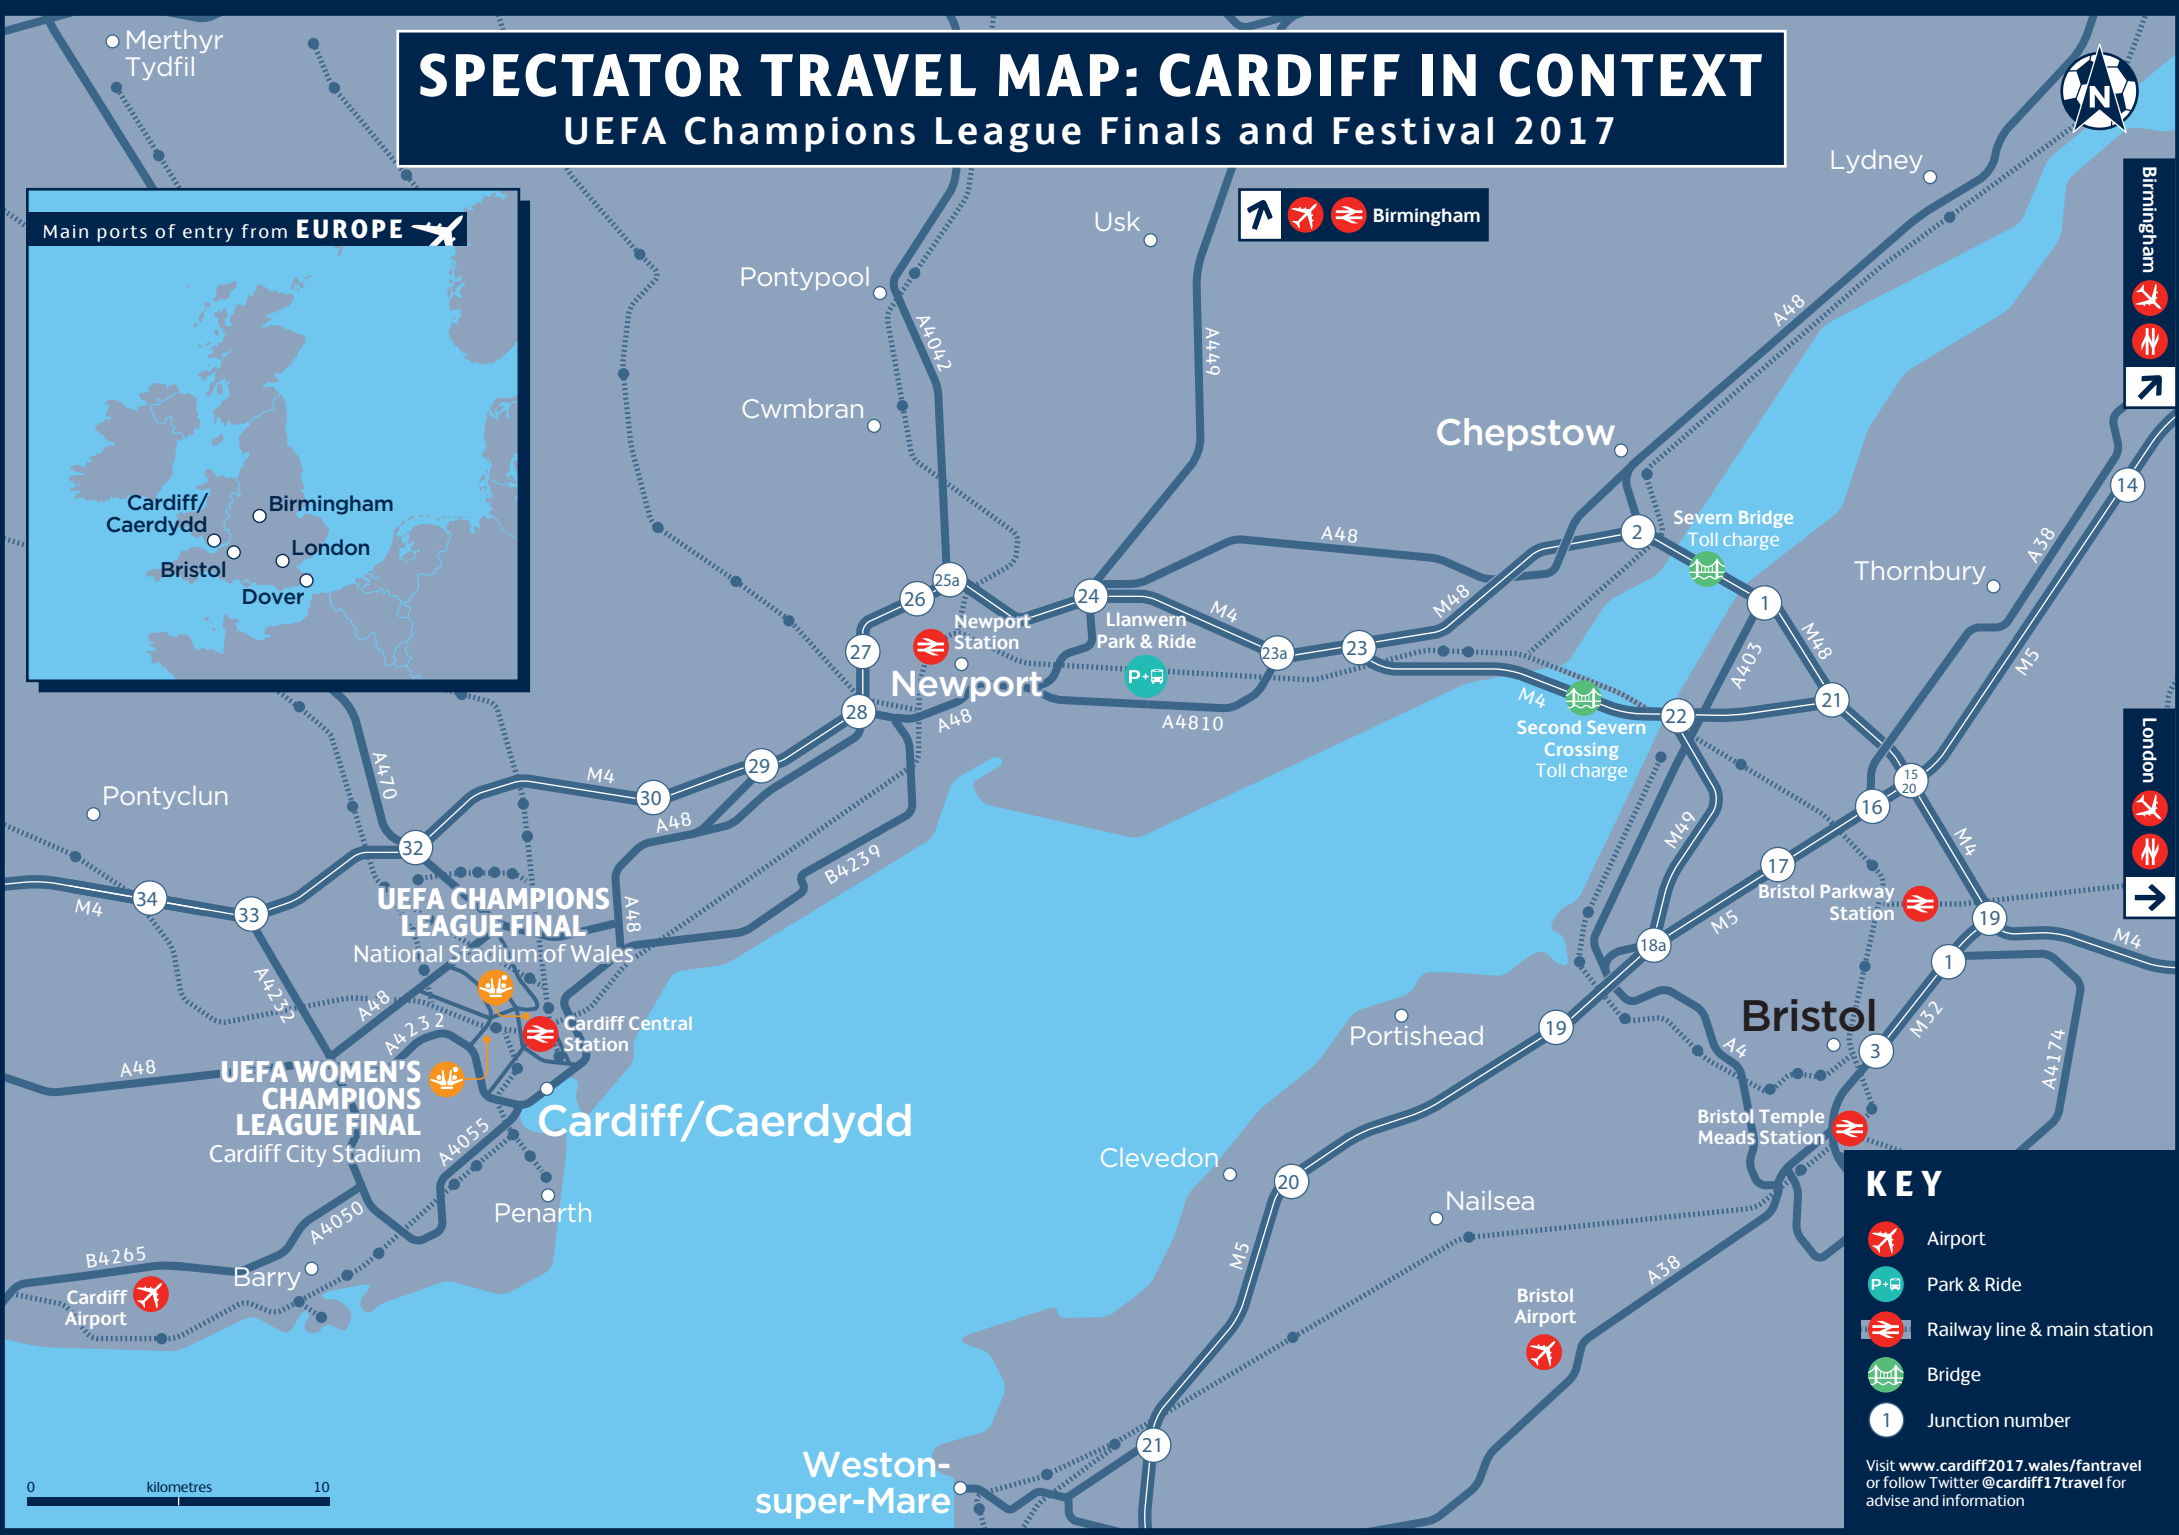 SPECTATOR TRAVEL MAP: CARDIFF IN CONTEXT
UEFA Champions League Finals and Festival 2017
N
Merthyr
Tydfil
Main ports of entry from EUROPE
Cardiff/
Caerdydd
Birmingham
Bristol
London
Dover
Usk
Birmingham
Lydney
Birmingham
Pontypool
A4042
A449
A48
Cwmbran
Chepstow
14
A38
Severn Bridge
Toll charge
2
A48
Thornbury
25a
26
24
1
Newport
Station
Llanwern
Park & Ride
P+
M4
M48
M48
27
23a
23
A403
M5
Newport
28
A48
A4810
M4
Second Severn
Crossing
Toll charge
22
21
London
A470
M4
29
30
A48
Pontyclun
15
20
16
32
B4239
M49
17
M4
34
M4
33
UEFA CHAMPIONS
LEAGUE FINAL
National Stadium of Wales
A48
Bristol Parkway
Station
M5
19
M4
18a
1
A4232
A48
A4232
Cardiff Central
Station
Portishead
19
Bristol
M32
3
A4
A4174
A48
UEFA WOMEN'S
CHAMPIONS
LEAGUE FINAL
Cardiff City Stadium
Cardiff/Caerdydd
A4055
Bristol Temple
Meads Station
Clevedon
20
Nailsea
Penarth
A4050
B4265
Barry
Cardiff
Airport
M5
A38
Bristol
Airport
21
Weston-
super-Mare
0 kilometres 10
KEY
Airport
P+
Park & Ride
Railway line & main station
Bridge
1
Junction number
Visit www.cardiff2017.wales/fantravel
or follow Twitter @cardiff17travel for
advise and information